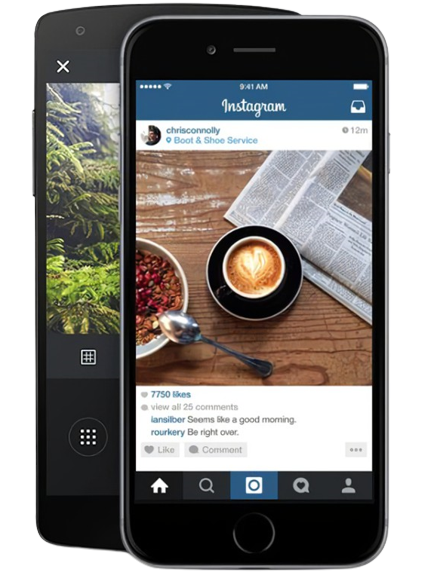 9:41 AM
Instagram
chrisconnolly
12m
Boot & Shoe Service
7750 likes
view all 25 comments
iansilber Seems like a good morning.
rourkery Be right over.
Like
Comment